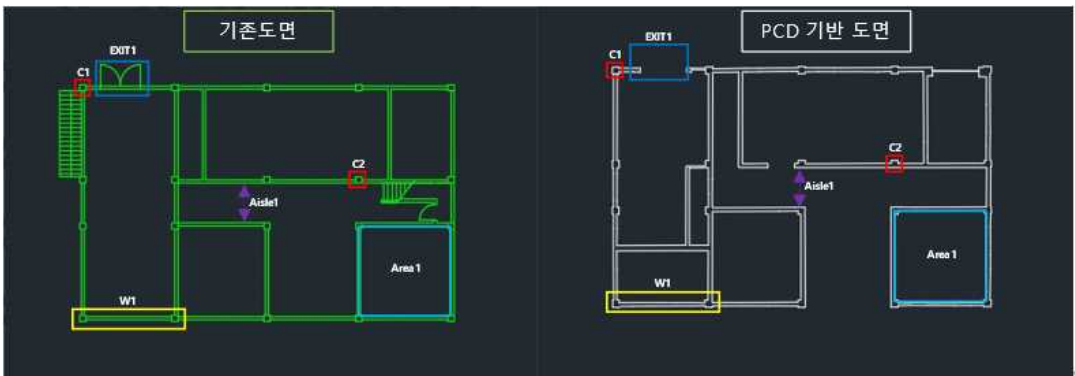 기존도면
PCD 기반 도면
EXIT1
C1
C2
Aisle1
Area 1
W1
EXIT1
C1
C2
Aisle1
Area 1
W1